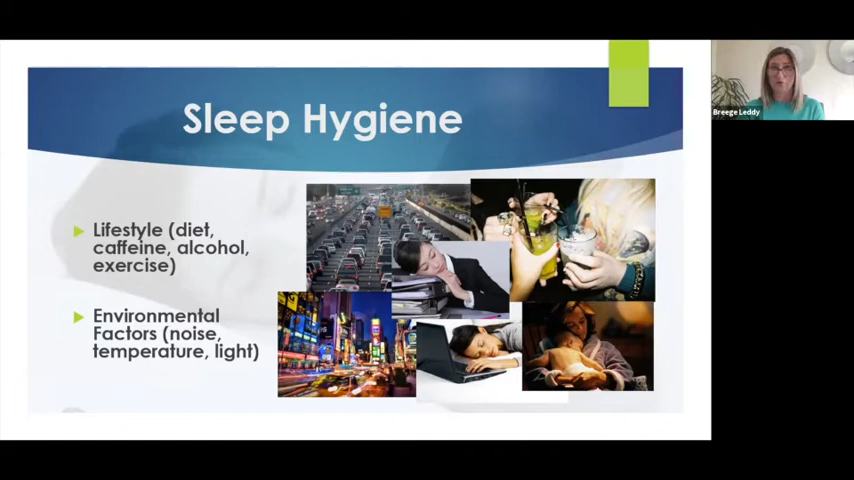 Sleep Hygiene
Breege Leddy
Lifestyle (diet,
caffeine, alcohol,
exercise)
Environmental
Factors (noise,
temperature, light)